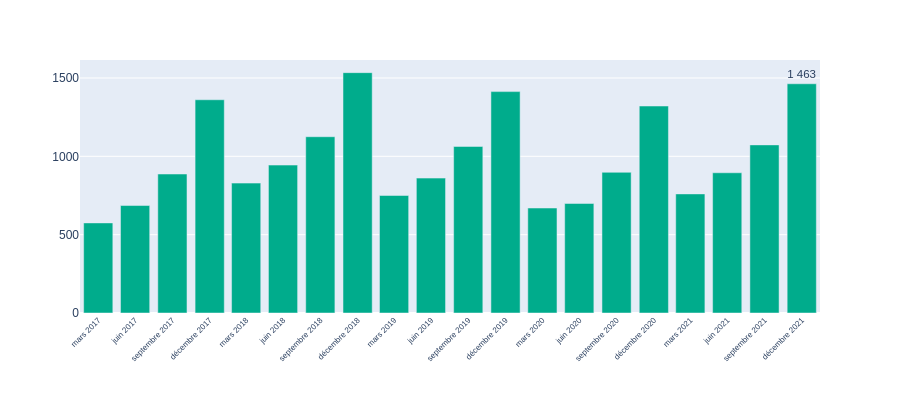 1 463
1500
1000
500
0
mars 2017
juin 2017
septembre 2017
décembre 2017
mars 2018
juin 2018
septembre 2018
décembre 2018
mars 2019
juin 2019
septembre 2019
décembre 2019
mars 2020
juin 2020
septembre 2020
décembre 2020
mars 2021
juin 2021
septembre 2021
décembre 2021